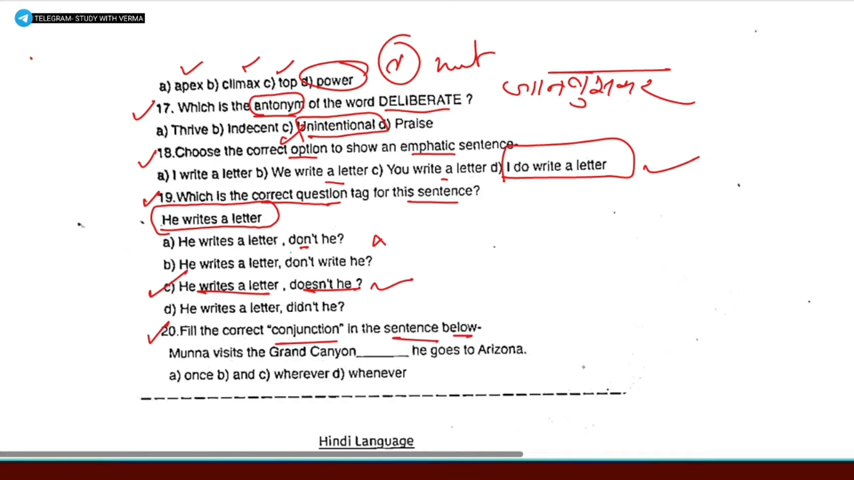 TELEGRAM- STUDY WITH VERMA
a) apex b) climax c) top d) power
17. Which is the antonym of the word DELIBERATE ?
a) Thrive b) Indecent c) Unintentional d) Praise
18.Choose the correct option to show an emphatic sentence-
a) I write a letter b) We write a letter c) You write a letter d) I do write a letter
19.Which is the correct question tag for this sentence?
He writes a letter
a) He writes a letter , don't he?
b) He writes a letter, don't write he?
c) He writes a letter , doesn't he ?
d) He writes a letter, didn't he?
20.Fill the correct "conjunction" in the sentence below-
Munna visits the Grand Canyon_______ he goes to Arizona.
a) once b) and c) wherever d) whenever
Hindi Language